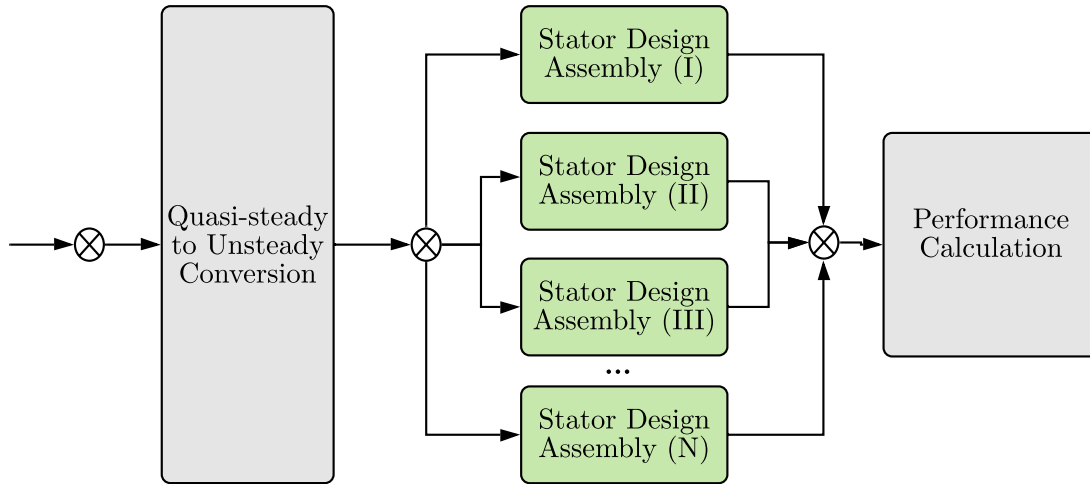 Quasi-steady
to Unsteady
Conversion
Stator Design
Assembly (I)
Stator Design
Assembly (II)
Stator Design
Assembly (III)
...
Stator Design
Assembly (N)
Performance
Calculation